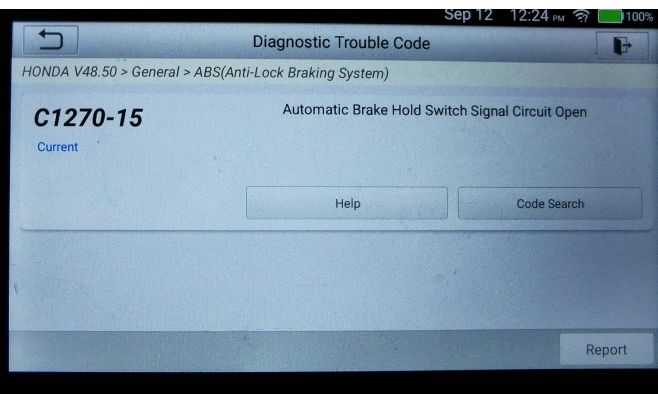 Sep 12 12:24 PM 100%
Diagnostic Trouble Code
HONDA V48.50 > General > ABS(Anti-Lock Braking System)
C1270-15
Automatic Brake Hold Switch Signal Circuit Open
Current
Help
Code Search
Report